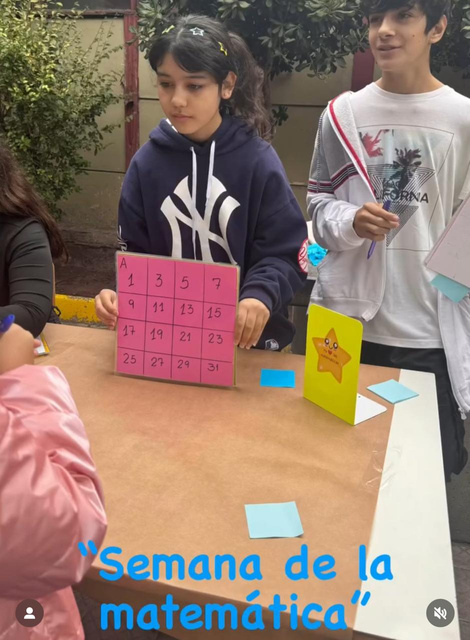 A
1 3 5 7
9 11 13 15
17 19 21 23
25 27 29 31
NY
FORNA
“Semana de la
matemática”